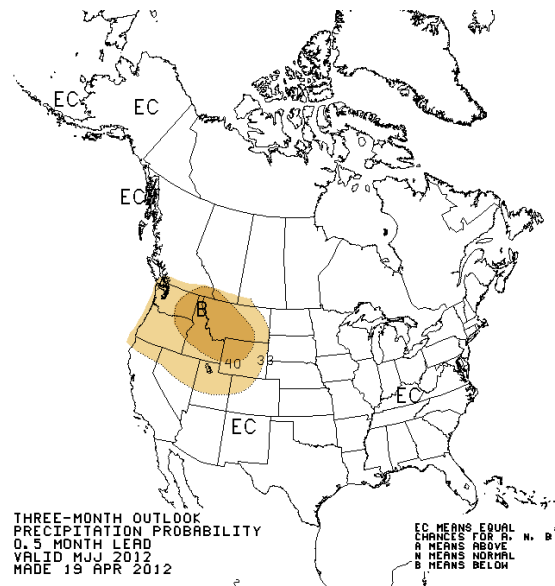 EC
EC
EC
B
40
33
EC
EC
THREE-MONTH OUTLOOK
PRECIPITATION PROBABILITY
0.5 MONTH LEAD
VALID MJJ 2012
MADE 19 APR 2012
EC MEANS EQUAL
CHANCES FOR A, N, B
A MEANS ABOVE
N MEANS NORMAL
B MEANS BELOW